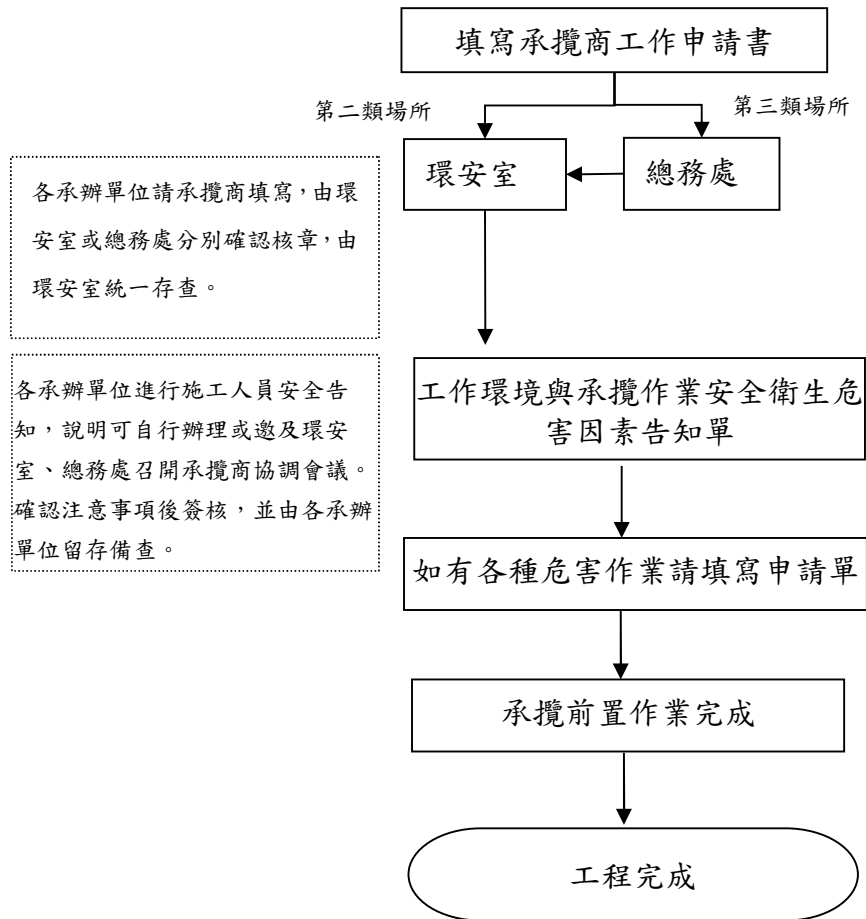 填寫承攬商工作申請書
第二類場所
第三類場所
環安室
總務處
各承辦單位請承攬商填寫，由環
安室或總務處分別確認核章，由
環安室統一存查。
各承辦單位進行施工人員安全告
知，說明可自行辦理或邀及環安
室、總務處召開承攬商協調會議。
確認注意事項後簽核，並由各承辦
單位留存備查。
工作環境與承攬作業安全衛生危
害因素告知單
如有各種危害作業請填寫申請單
承攬前置作業完成
工程完成